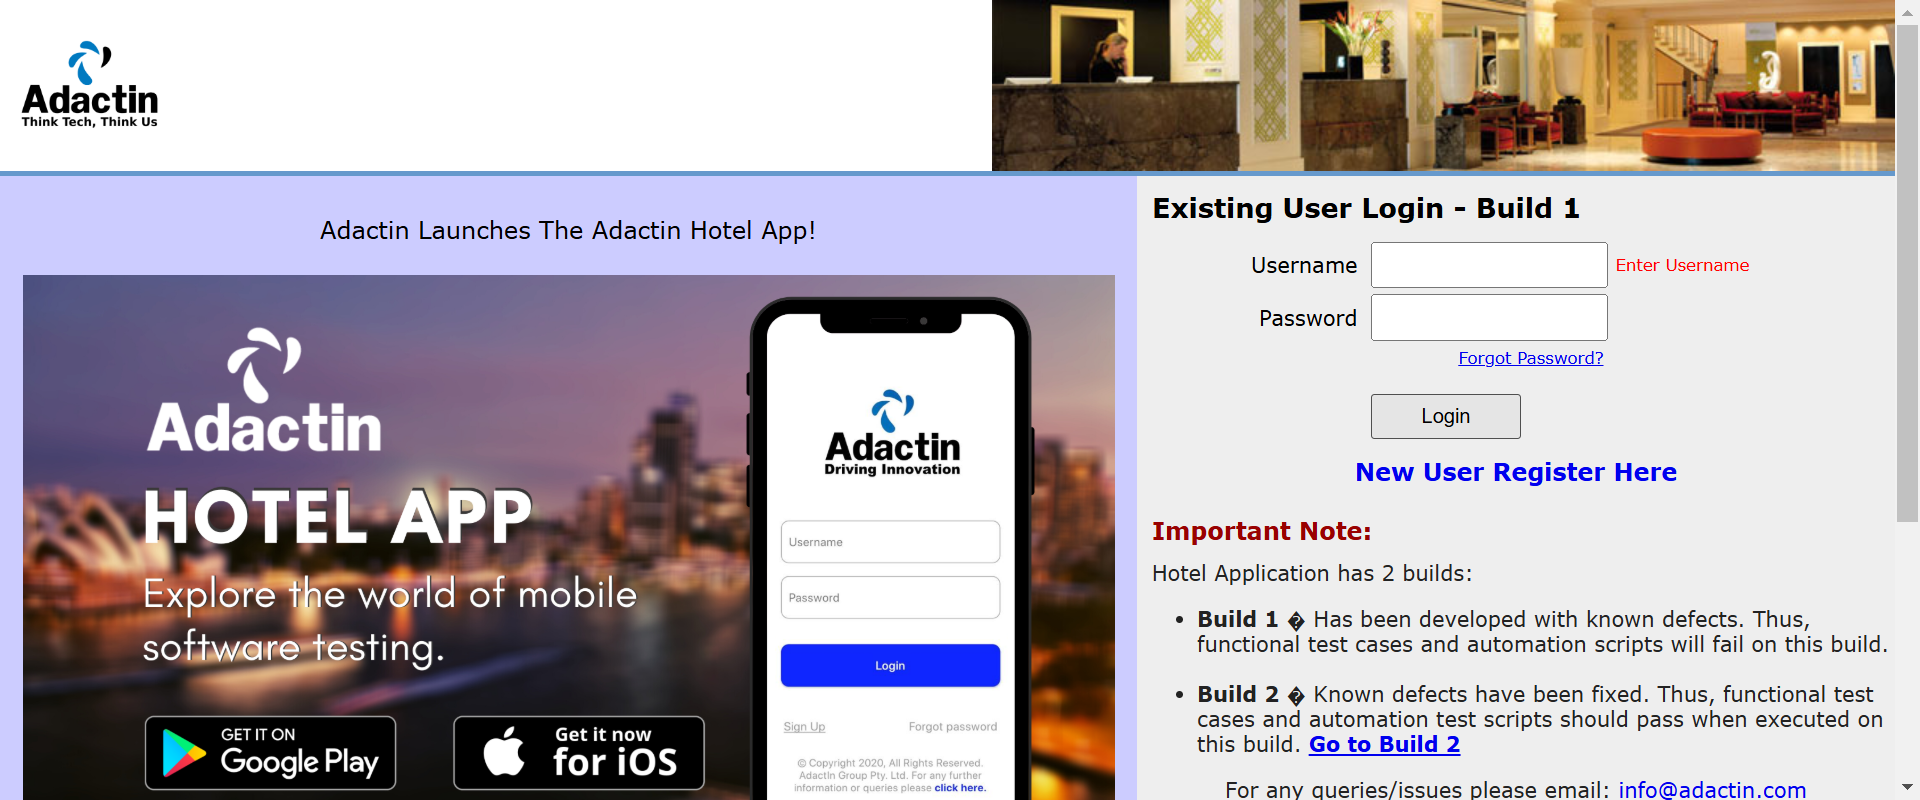 Adactin
Think Tech, Think Us
Adactin Launches The Adactin Hotel App!
Adactin
HOTEL APP
Explore the world of mobile
software testing.
GET IT ON
Google Play
Get it now
for iOS
Adactin
Driving Innovation
Username
Password
Login
Sign Up
Forgot password
© Copyright 2020, All Rights Reserved.
AdactIn Group Pty. Ltd. For any further
information or queries please click here.
Existing User Login - Build 1
Username
Enter Username
Password
Forgot Password?
Login
New User Register Here
Important Note:
Hotel Application has 2 builds:
• Build 1 � Has been developed with known defects. Thus,
functional test cases and automation scripts will fail on this build.
• Build 2 � Known defects have been fixed. Thus, functional test
cases and automation test scripts should pass when executed on
this build. Go to Build 2
For any queries/issues please email: info@adactin.com